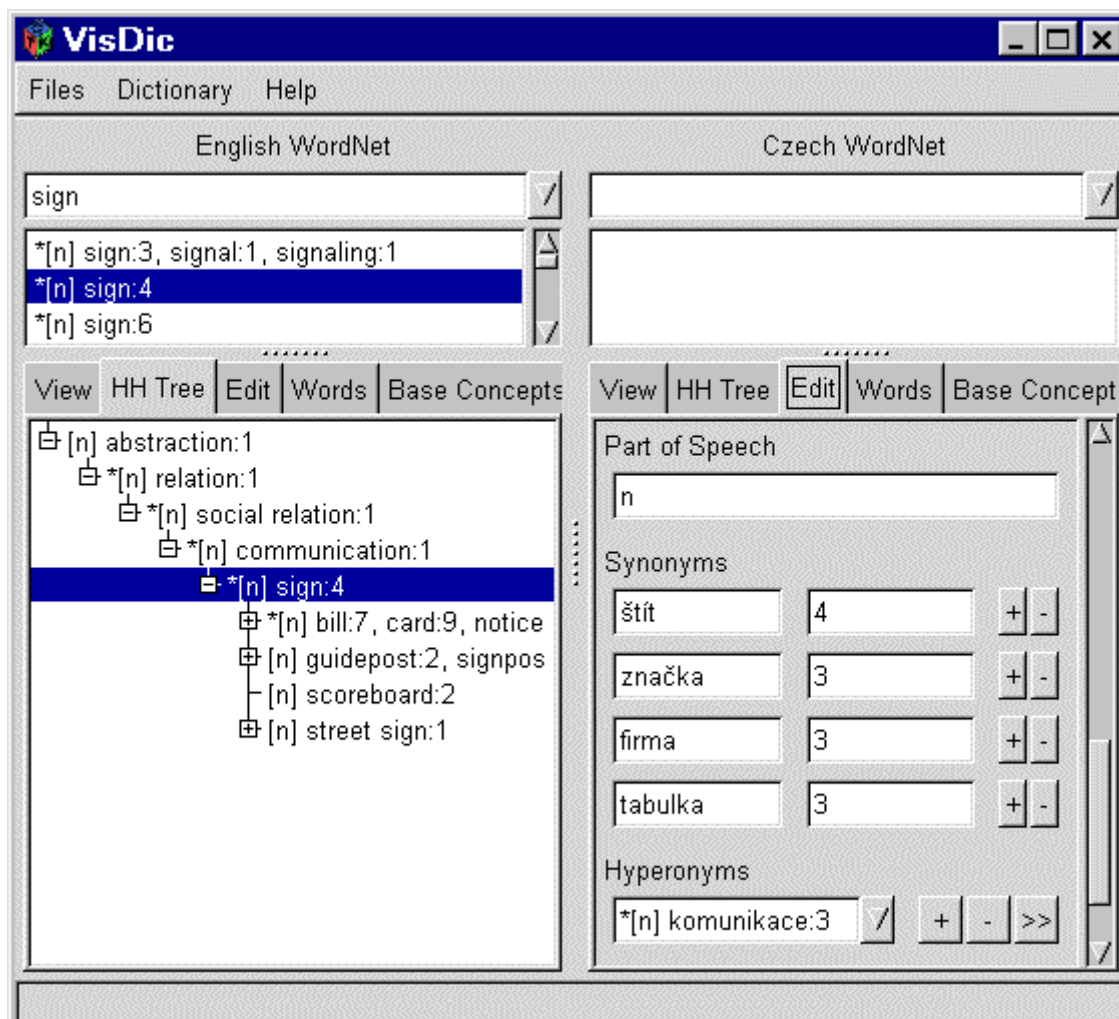 VisDic
Files Dictionary Help
English WordNet
sign
*[n] sign:3, signal:1, signaling:1
*[n] sign:4
*[n] sign:6
View HH Tree Edit Words Base Concepts
[n] abstraction:1
*[n] relation:1
*[n] social relation:1
*[n] communication:1
*[n] sign:4
*[n] bill:7, card:9, notice
[n] guidepost:2, signpos
[n] scoreboard:2
[n] street sign:1
Czech WordNet
View HH Tree Edit Words Base Concept
Part of Speech
n
Synonyms
štít 4 + -
značka 3 + -
firma 3 + -
tabulka 3 + -
Hyperonyms
*[n] komunikace:3 + - >>